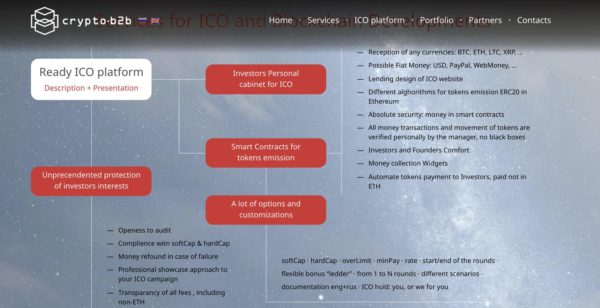 crypto·b2b
Home · Services · ICO platform · Portfolio · Partners · Contacts
for ICO and Blockchain Developments
Ready ICO platform
Description + Presentation
Investors Personal
cabinet for ICO
Smart Contracts for
tokens emission
Unprecendented protection
of investors interests
A lot of options and
customizations
— Reception of any currencies: BTC, ETH, LTC, XRP, ...
— Possible Fiat Money: USD, PayPal, WebMoney, ...
— Lending design of ICO website
— Different alghorithms for tokens emission ERC20 in
Ethereum
— Absolute security: money in smart contracts
— All money transactions and movement of tokens are
verified personally by the manager, no black boxes
— Investors and Founders Comfort
— Money collection Widgets
— Automate tokens payment to Investors, paid not in
ETH
— Openess to audit
— Complience witn softCap & hardCap
— Money refound in case of failure
— Professional showcase approach to
your ICO campaign
— Transparancy of all fees , including
non-ETH
softCap · hardCap · overLimit · minPay · rate · start/end of the rounds ·
flexible bonus "ledder" · from 1 to N rounds · different scenarios ·
documentation eng+rus · ICO hold: you, or we for you